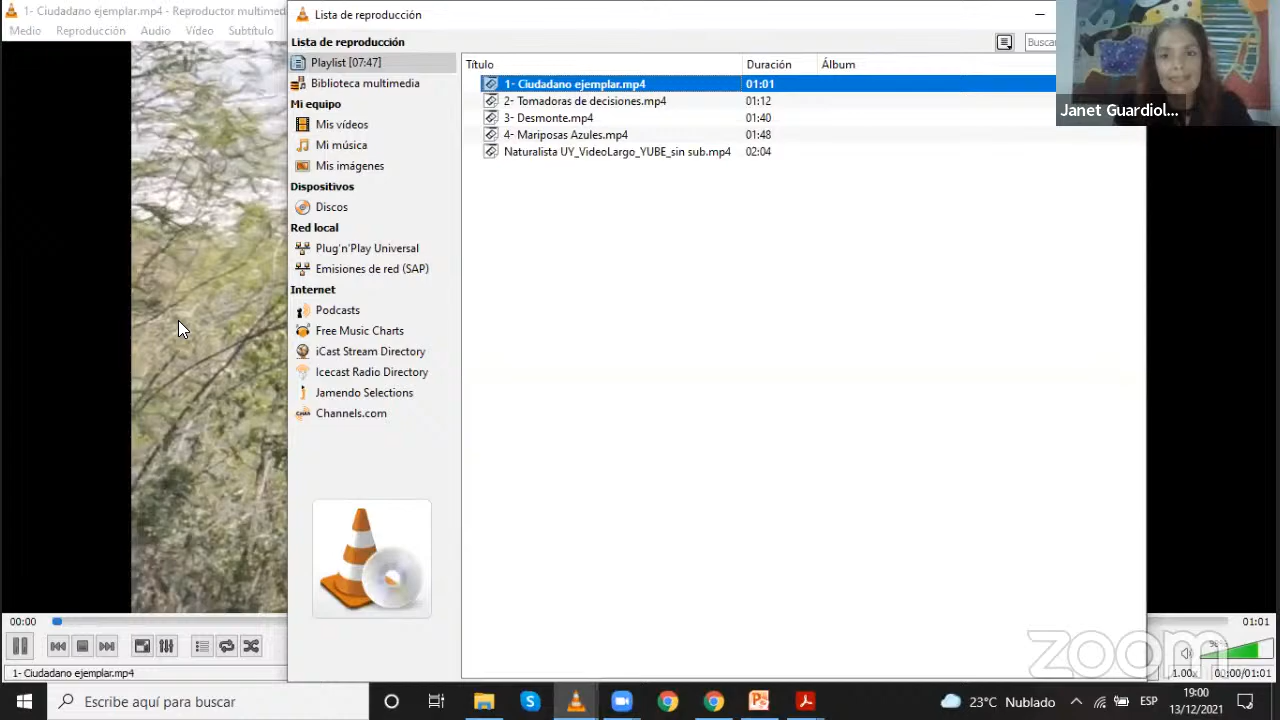 1- Ciudadano ejemplar.mp4 - Reproductor multimed
Medio Reproducción Audio Vídeo Subtítulo
Lista de reproducción
Lista de reproducción
Buscar
Playlist [07:47]
Biblioteca multimedia
Mi equipo
Mis vídeos
Mi música
Mis imágenes
Dispositivos
Discos
Red local
Plug'n'Play Universal
Emisiones de red (SAP)
Internet
Podcasts
Free Music Charts
iCast Stream Directory
Icecast Radio Directory
Jamendo Selections
Channels.com
Título Duración Álbum
1- Ciudadano ejemplar.mp4 01:01
2- Tomadoras de decisiones.mp4 01:12
3- Desmonte.mp4 01:40
4- Mariposas Azules.mp4 01:48
Naturalista UY_VideoLargo_YUBE_sin sub.mp4 02:04
Janet Guardiol...
00:00 01:01
1- Ciudadano ejemplar.mp4
1.00x 00:00/01:01
zoom
Escribe aquí para buscar
23°C Nublado
ESP
19:00
13/12/2021